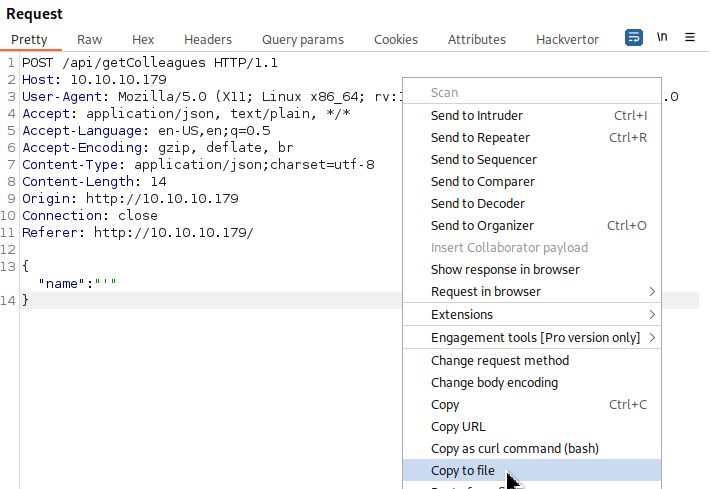 Request
Pretty Raw Hex Headers Query params Cookies Attributes Hackvertor \n
1 POST /api/getColleagues HTTP/1.1
2 Host: 10.10.10.179
3 User-Agent: Mozilla/5.0 (X11; Linux x86_64; .0
4 Accept: application/json, text/plain, */*
5 Accept-Language: en-US,en;q=0.5
6 Accept-Encoding: gzip, deflate, br
7 Content-Type: application/json;charset=utf-8
8 Content-Length: 14
9 Origin: http://10.10.10.179
10 Connection: close
11 Referer: http://10.10.10.179/
12
13 {
"name":"'"
14 }
Scan
Send to Intruder Ctrl+I
Send to Repeater Ctrl+R
Send to Sequencer
Send to Comparer
Send to Decoder
Send to Organizer Ctrl+O
Insert Collaborator payload
Show response in browser
Request in browser
Extensions
Engagement tools [Pro version only]
Change request method
Change body encoding
Copy Ctrl+C
Copy URL
Copy as curl command (bash)
Copy to file